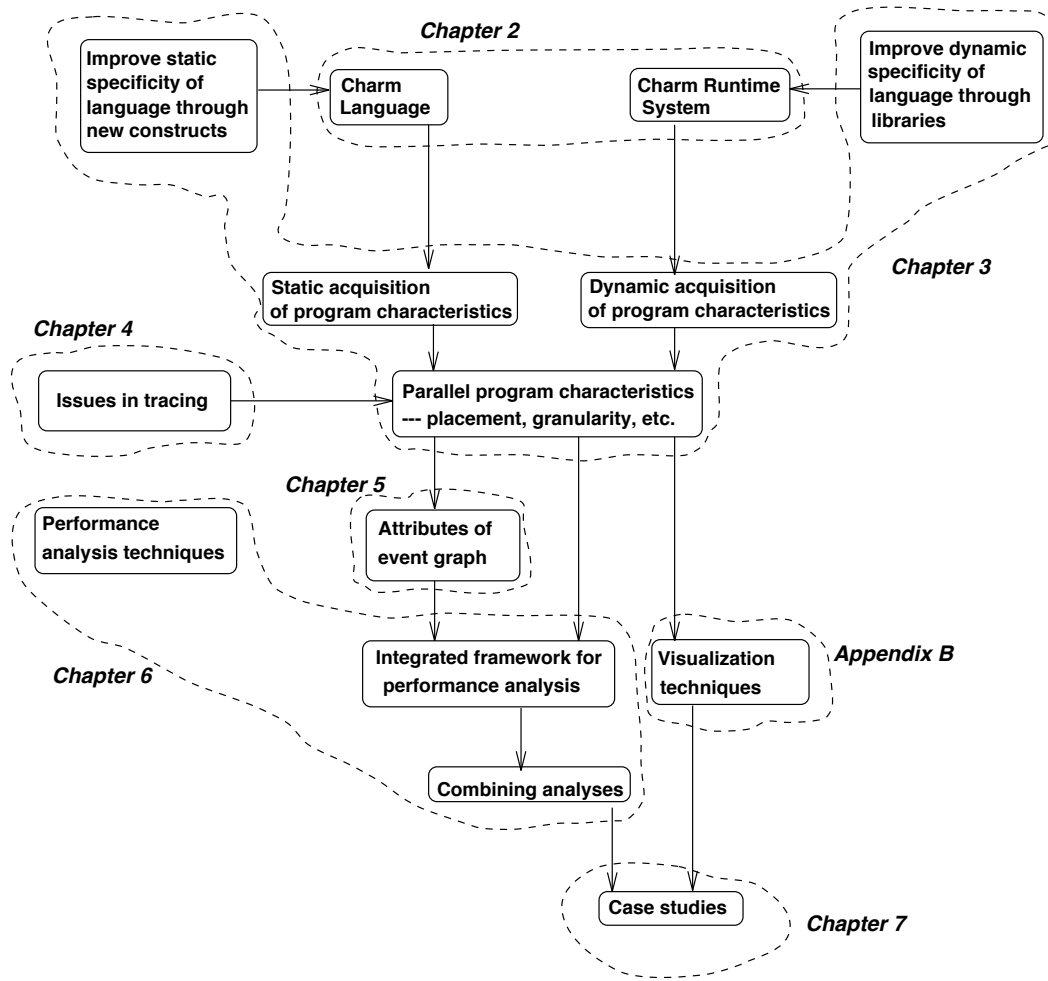 Chapter 2
Improve static
specificity of
language through
new constructs
Charm
Language
Charm Runtime
System
Improve dynamic
specificity of
language through
libraries
Chapter 3
Static acquisition
of program characteristics
Dynamic acquisition
of program characteristics
Chapter 4
Issues in tracing
Parallel program characteristics
--- placement, granularity, etc.
Chapter 5
Performance
analysis techniques
Attributes of
event graph
Chapter 6
Integrated framework for
performance analysis
Visualization
techniques
Appendix B
Combining analyses
Case studies
Chapter 7